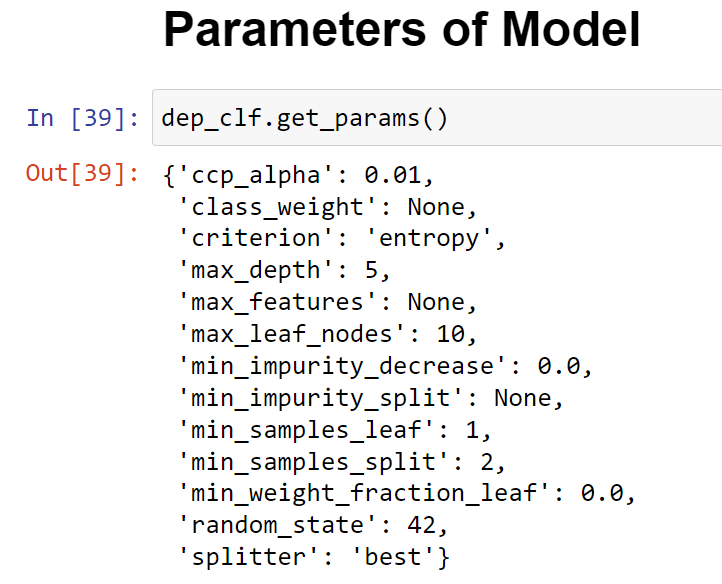 Parameters of Model
In [39]: dep_clf.get_params()
Out[39]: {'ccp_alpha': 0.01,
'class_weight': None,
'criterion': 'entropy',
'max_depth': 5,
'max_features': None,
'max_leaf_nodes': 10,
'min_impurity_decrease': 0.0,
'min_impurity_split': None,
'min_samples_leaf': 1,
'min_samples_split': 2,
'min_weight_fraction_leaf': 0.0,
'random_state': 42,
'splitter': 'best'}